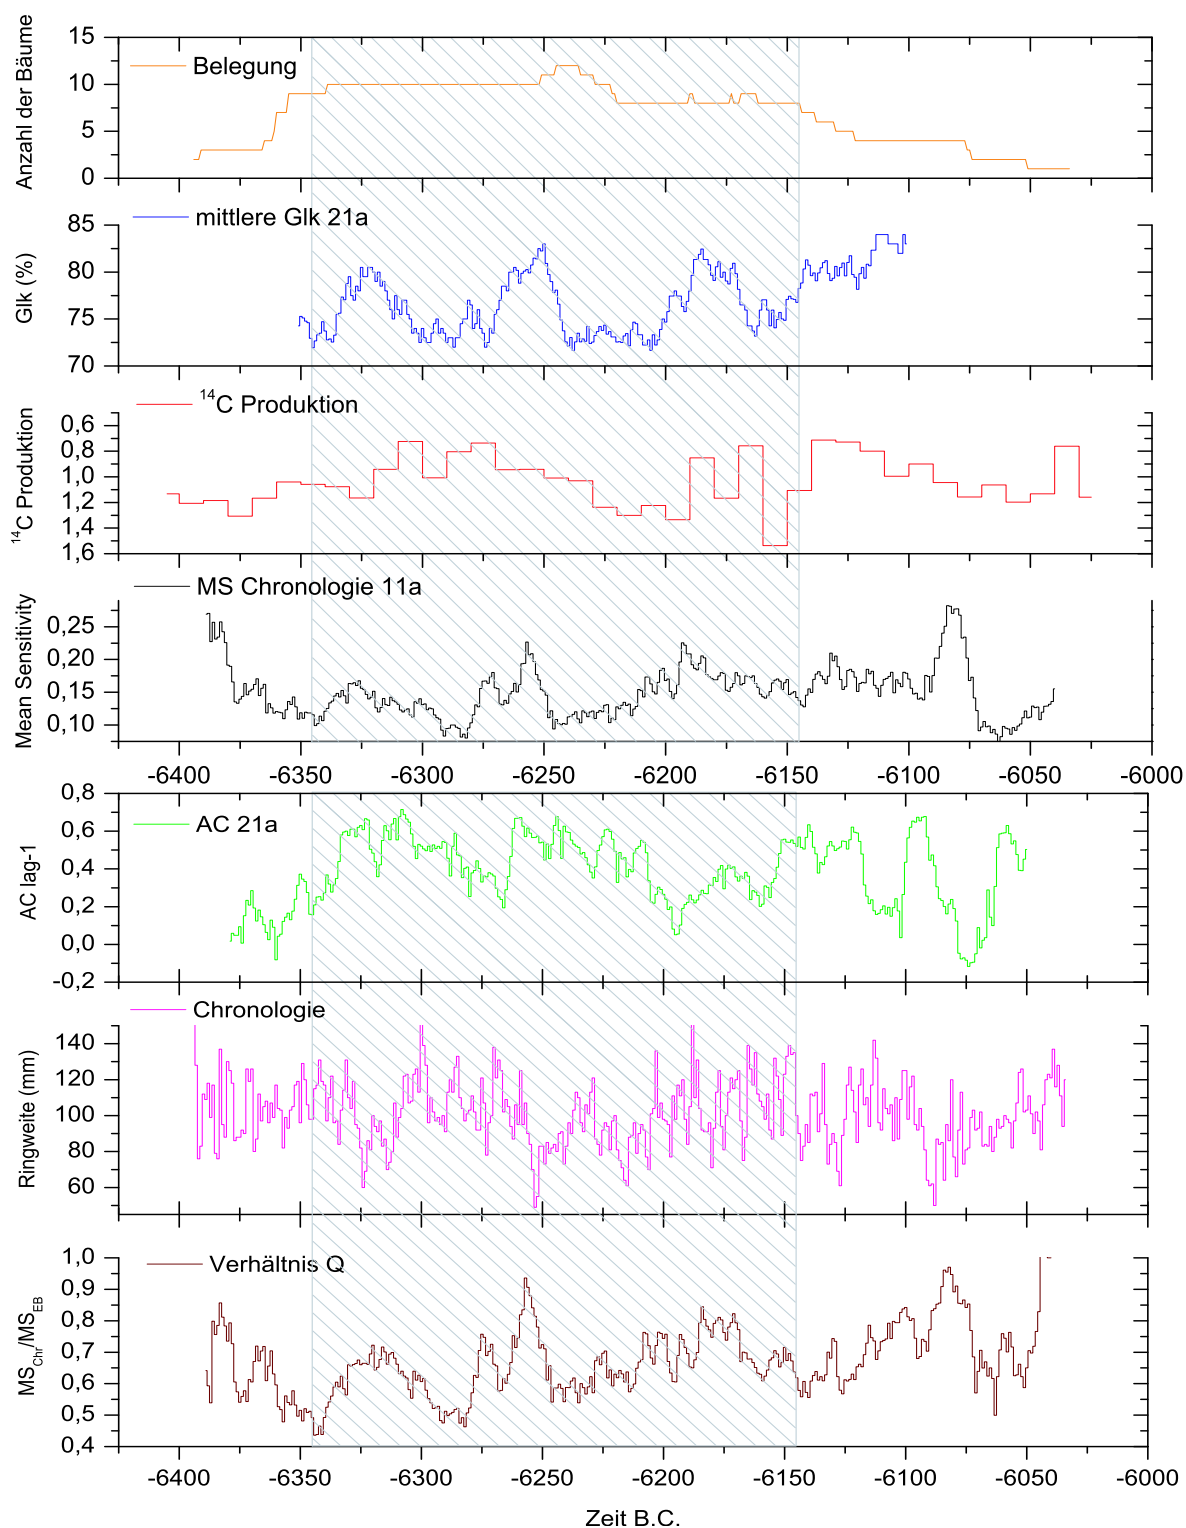 15
10
5
0
Anzahl der Bäume
Belegung
85
80
75
70
Glk (%)
mittlere Glk 21a
0,6
0,8
1,0
1,2
1,4
1,6
14C Produktion
14C Produktion
0,25
0,20
0,15
0,10
Mean Sensitivity
MS Chronologie 11a
-6400 -6350 -6300 -6250 -6200 -6150 -6100 -6050 -6000
0,8
0,6
0,4
0,2
0,0
-0,2
AC lag-1
AC 21a
140
120
100
80
60
Ringweite (mm)
Chronologie
1,0
0,9
0,8
0,7
0,6
0,5
0,4
MSChr/MSEB
Verhältnis Q
-6400 -6350 -6300 -6250 -6200 -6150 -6100 -6050 -6000
Zeit B.C.